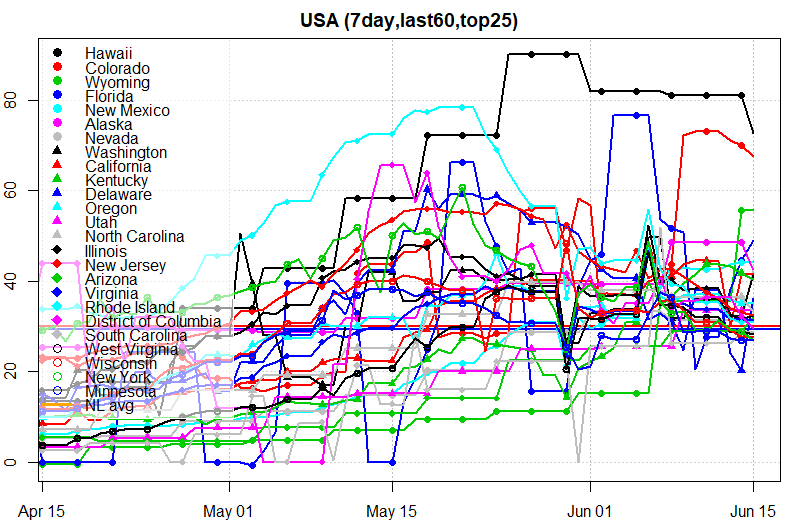 USA (7day,last60,top25)
80
60
40
20
0
Hawaii
Colorado
Wyoming
Florida
New Mexico
Alaska
Nevada
Washington
California
Kentucky
Delaware
Oregon
Utah
North Carolina
Illinois
New Jersey
Arizona
Virginia
Rhode Island
District of Columbia
South Carolina
West Virginia
Wisconsin
New York
Minnesota
NL avg
Apr 15 May 01 May 15 Jun 01 Jun 15